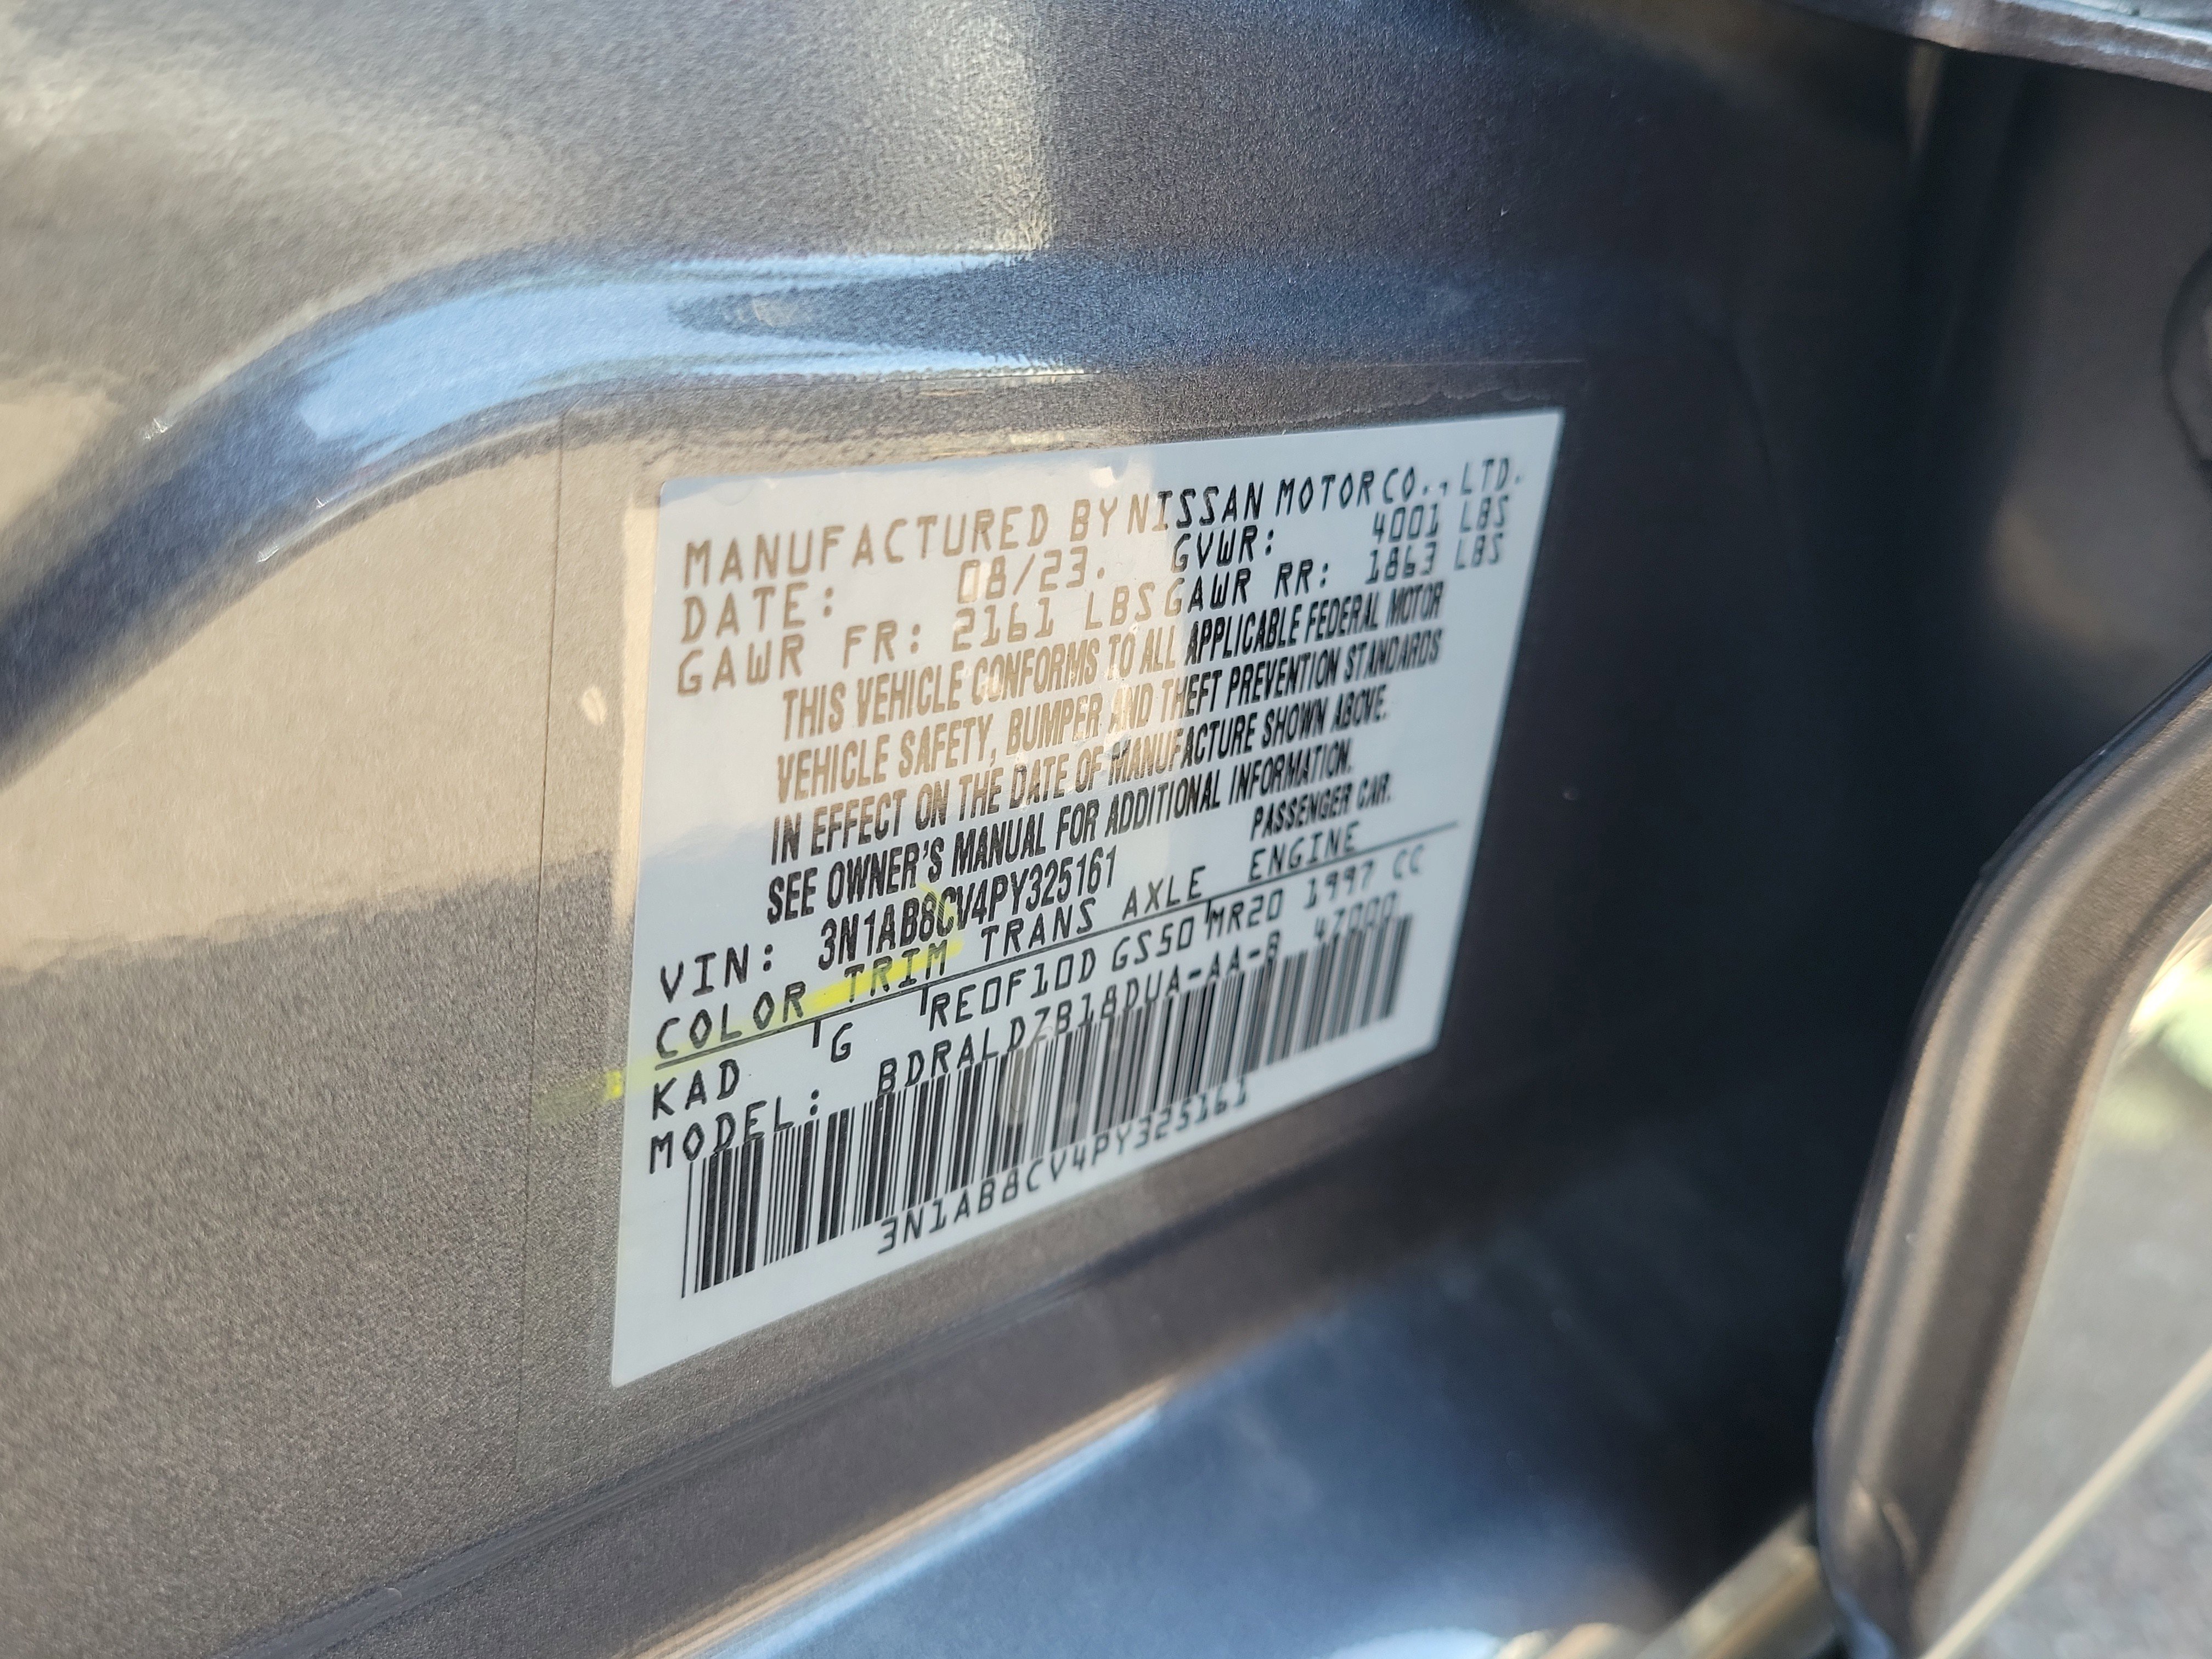 MANUFACTURED BY NISSAN MOTOR CO., LTD.
DATE: 08/23. GVWR: 4001 LBS
GAWR FR: 2161 LBS GAWR RR: 1863 LBS
THIS VEHICLE CONFORMS TO ALL APPLICABLE FEDERAL MOTOR
VEHICLE SAFETY, BUMPER AND THEFT PREVENTION STANDARDS
IN EFFECT ON THE DATE OF MANUFACTURE SHOWN ABOVE.
SEE OWNER'S MANUAL FOR ADDITIONAL INFORMATION.
VIN: 3N1AB8CV4PY325161 PASSENGER CAR.
COLOR TRIM TRANS AXLE ENGINE
KAD G RE0F10D GS50 MR20 1997 CC
MODEL: BDRALDZB18DUA-AA-B 47000
3N1AB8CV4PY325161